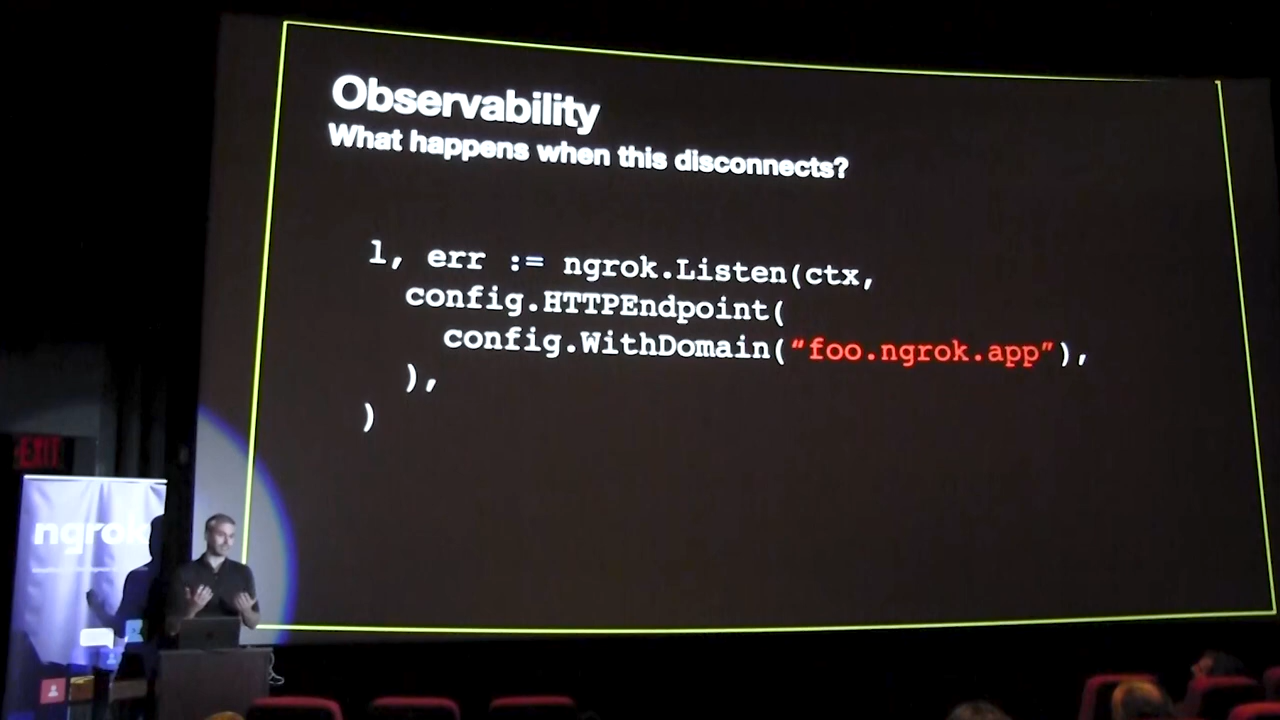 Observability
What happens when this disconnects?
l, err := ngrok.Listen(ctx,
config.HTTPEndpoint(
config.WithDomain(“foo.ngrok.app”),
),
)
EXIT
ngrok